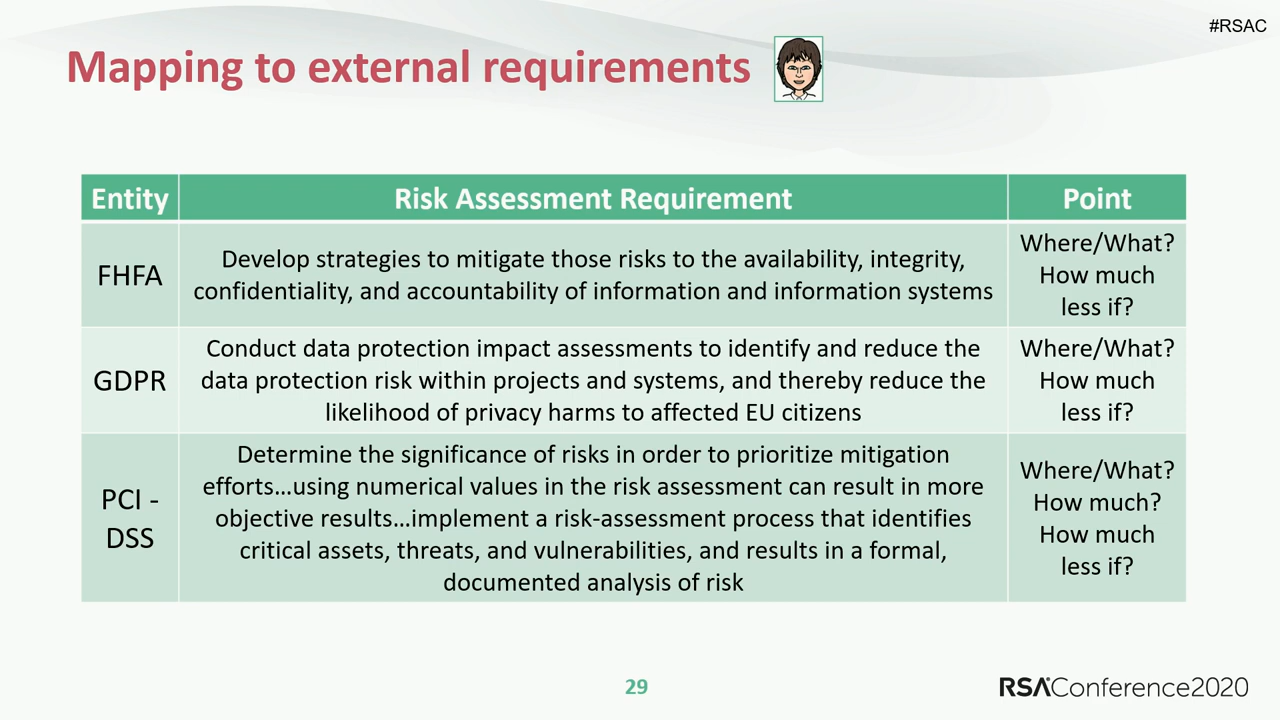 #RSAC
Mapping to external requirements
Entity
Risk Assessment Requirement
Point
FHFA
Develop strategies to mitigate those risks to the availability, integrity,
confidentiality, and accountability of information and information systems
Where/What?
How much
less if?
GDPR
Conduct data protection impact assessments to identify and reduce the
data protection risk within projects and systems, and thereby reduce the
likelihood of privacy harms to affected EU citizens
Where/What?
How much
less if?
PCI -
DSS
Determine the significance of risks in order to prioritize mitigation
efforts...using numerical values in the risk assessment can result in more
objective results...implement a risk-assessment process that identifies
critical assets, threats, and vulnerabilities, and results in a formal,
documented analysis of risk
Where/What?
How much?
How much
less if?
29
RSAConference2020